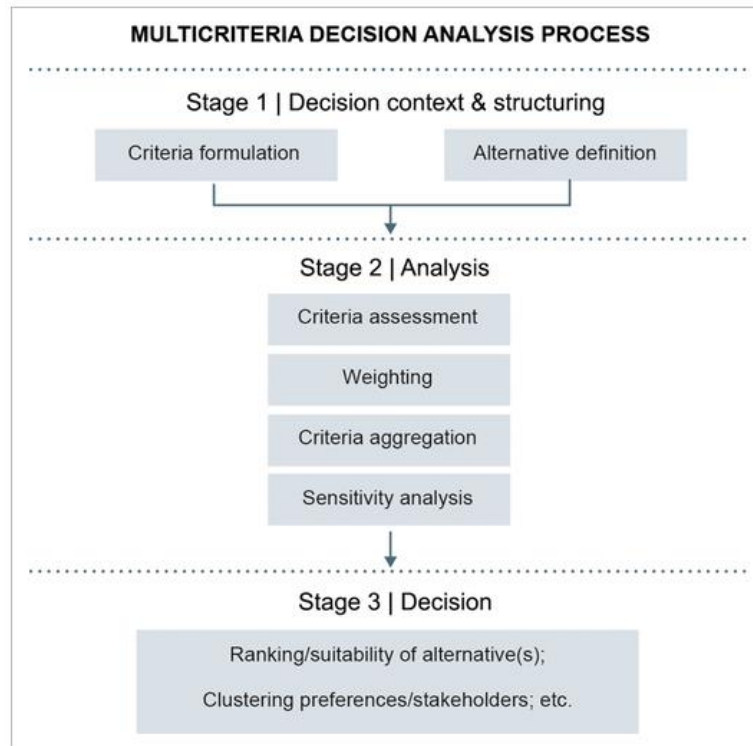 MULTICRITERIA DECISION ANALYSIS PROCESS
Stage 1 | Decision context & structuring
Criteria formulation
Alternative definition
Stage 2 | Analysis
Criteria assessment
Weighting
Criteria aggregation
Sensitivity analysis
Stage 3 | Decision
Ranking/suitability of alternative(s);
Clustering preferences/stakeholders; etc.